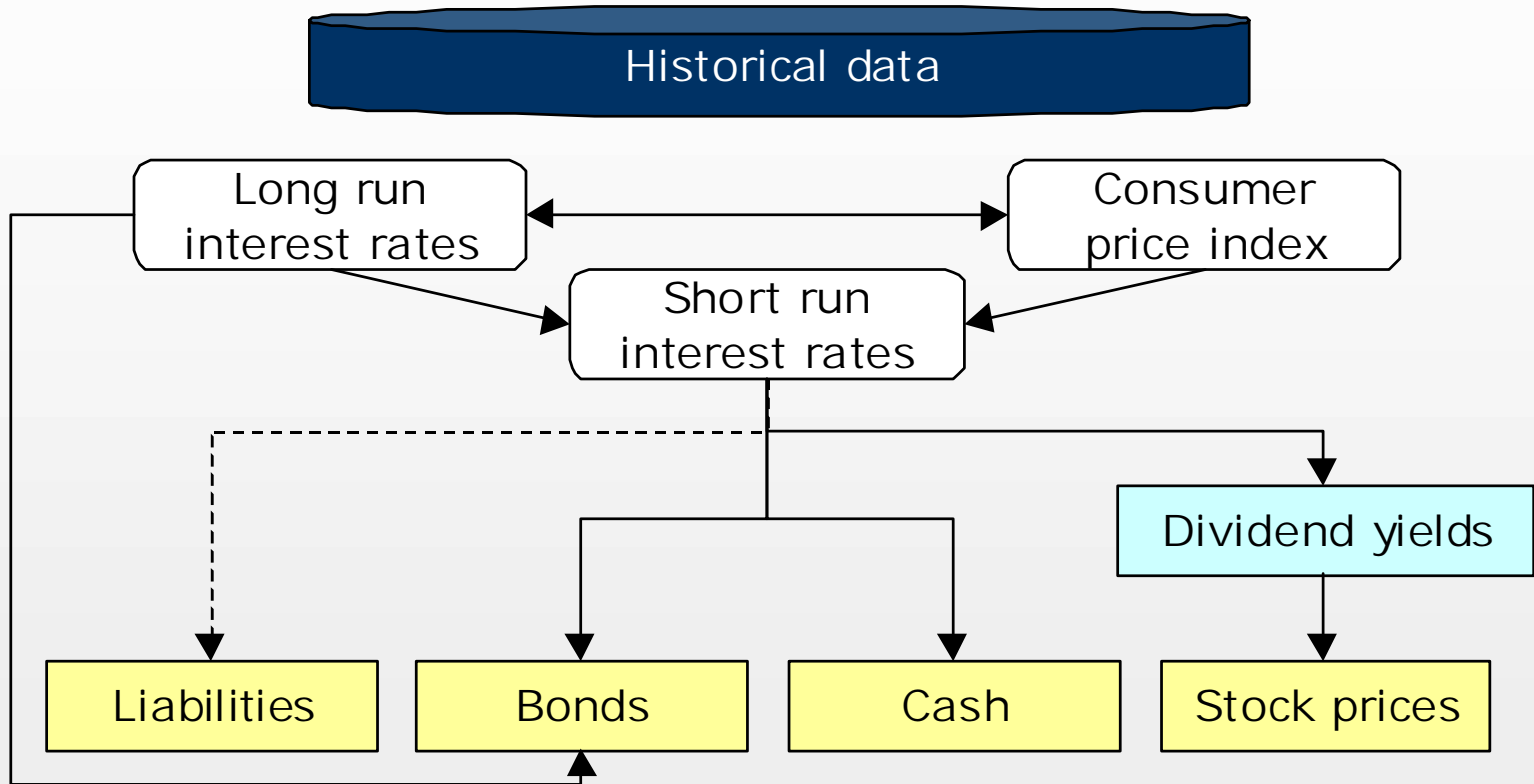 Historical data
Long run
interest rates
Consumer
price index
Short run
interest rates
Dividend yields
Liabilities
Bonds
Cash
Stock prices